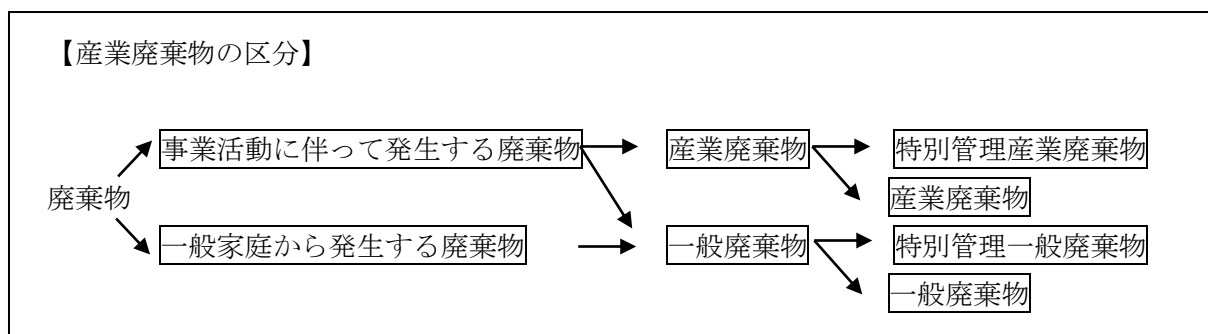 【産業廃棄物の区分】
事業活動に伴って発生する廃棄物 産業廃棄物 特別管理産業廃棄物
廃棄物 産業廃棄物
一般家庭から発生する廃棄物 一般廃棄物 特別管理一般廃棄物
一般廃棄物